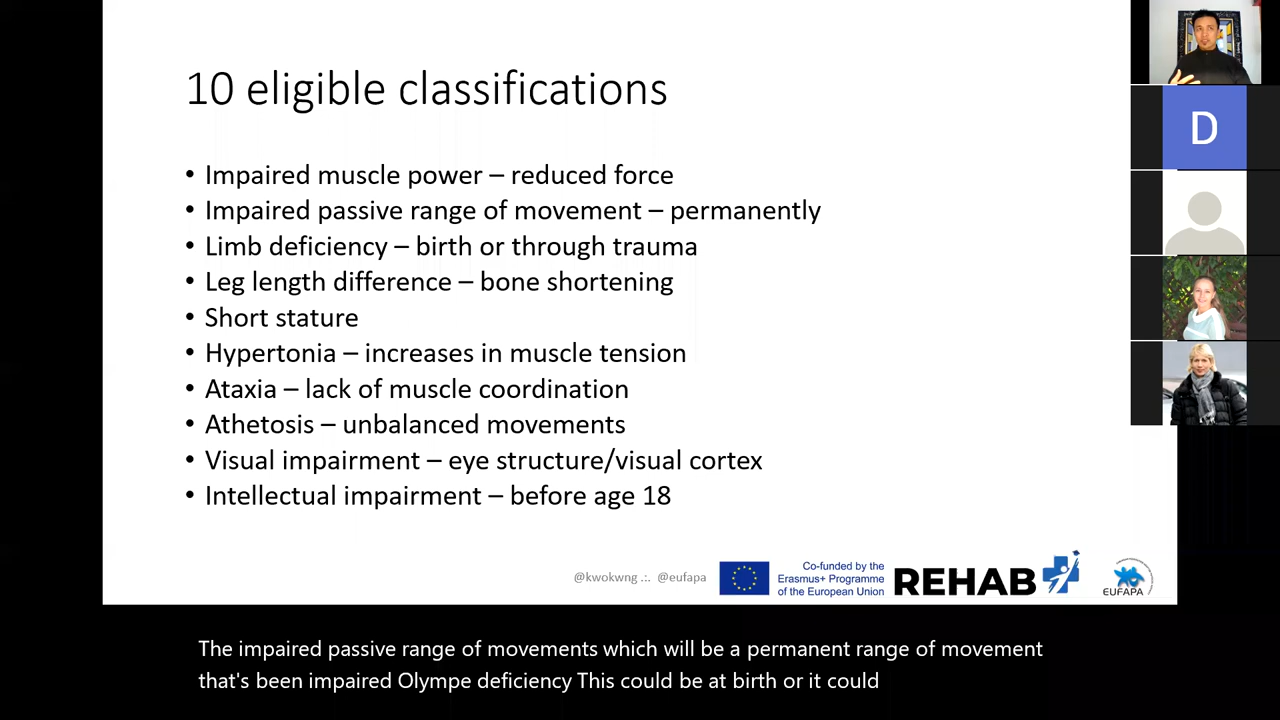 10 eligible classifications
• Impaired muscle power – reduced force
• Impaired passive range of movement – permanently
• Limb deficiency – birth or through trauma
• Leg length difference – bone shortening
• Short stature
• Hypertonia – increases in muscle tension
• Ataxia – lack of muscle coordination
• Athetosis – unbalanced movements
• Visual impairment – eye structure/visual cortex
• Intellectual impairment – before age 18
@kwokwng .:. @eufapa
Co-funded by the
Erasmus+ Programme
of the European Union
REHAB
EUFAPA
D
The impaired passive range of movements which will be a permanent range of movement
that's been impaired Olympe deficiency This could be at birth or it could